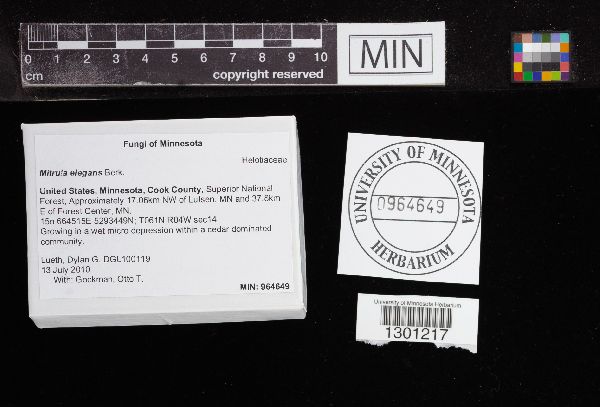 0 1 2 3 4 5 6 7 8 9 10
cm
copyright reserved
MIN
Fungi of Minnesota
Helotiaceae
Mitrula elegans Berk.
United States, Minnesota, Cook County, Superior National
Forest, Approximately 17.06km NW of Lutsen, MN and 37.8km
E of Forest Center, MN.
15n 664515E 5293449N; T061N R04W sec14
Growing in a wet micro depression within a cedar dominated
community.
Lueth, Dylan G. DGL100119
13 July 2010
With: Gockman, Otto T.
MIN: 964649
UNIVERSITY OF MINNESOTA
0964649
HERBARIUM
University of Minnesota Herbarium
1301217